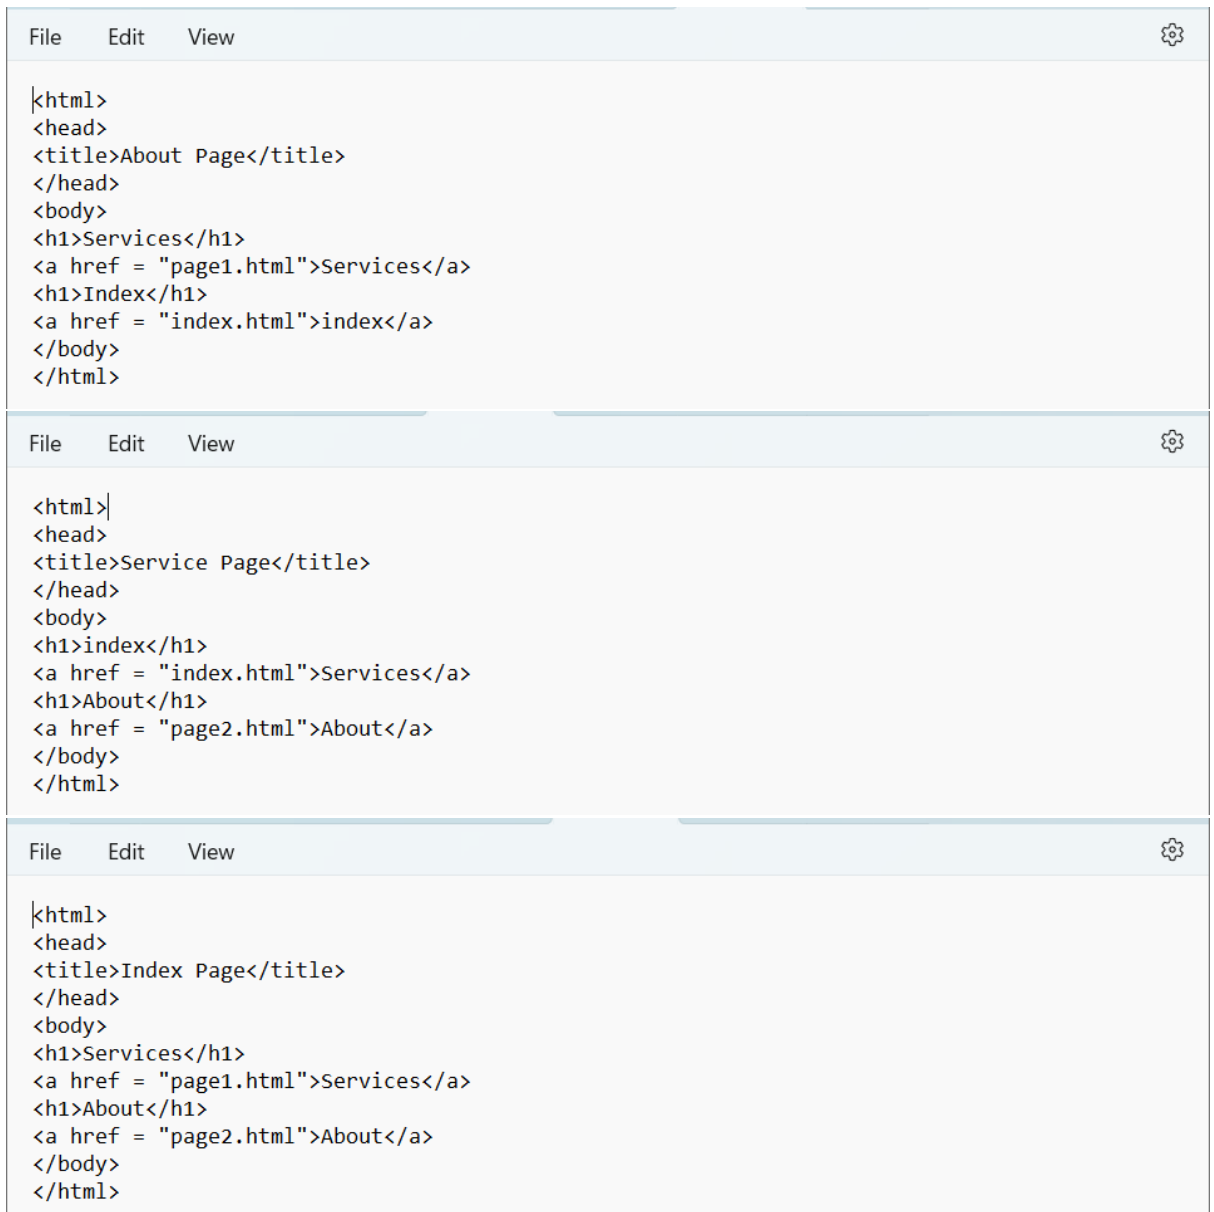 File Edit View
<html>
<head>
<title>About Page</title>
</head>
<body>
<h1>Services</h1>
<a href = "page1.html">Services</a>
<h1>Index</h1>
<a href = "index.html">index</a>
</body>
</html>
File Edit View
<html>
<head>
<title>Service Page</title>
</head>
<body>
<h1>index</h1>
<a href = "index.html">Services</a>
<h1>About</h1>
<a href = "page2.html">About</a>
</body>
</html>
File Edit View
<html>
<head>
<title>Index Page</title>
</head>
<body>
<h1>Services</h1>
<a href = "page1.html">Services</a>
<h1>About</h1>
<a href = "page2.html">About</a>
</body>
</html>